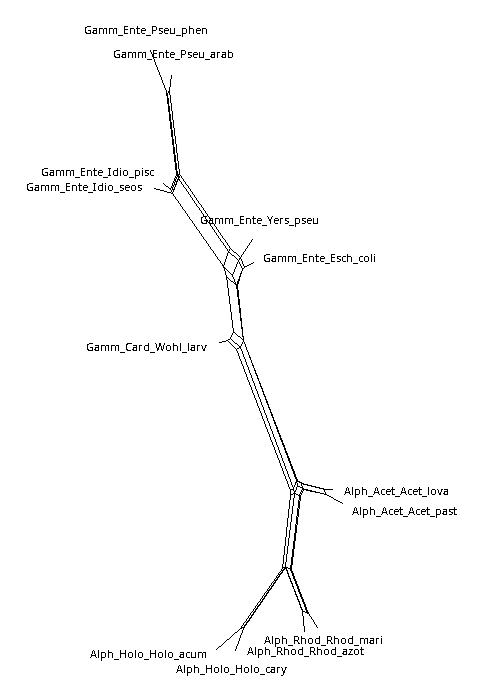 Gamm_Ente_Pseu_phen
Gamm_Ente_Pseu_arab
Gamm_Ente_Idio_pisc
Gamm_Ente_Idio_seos
Gamm_Ente_Yers_pseu
Gamm_Ente_Esch_coli
Gamm_Card_Wohl_larv
Alph_Acet_Acet_lova
Alph_Acet_Acet_past
Alph_Rhod_Rhod_mari
Alph_Rhod_Rhod_azot
Alph_Holo_Holo_acum
Alph_Holo_Holo_cary